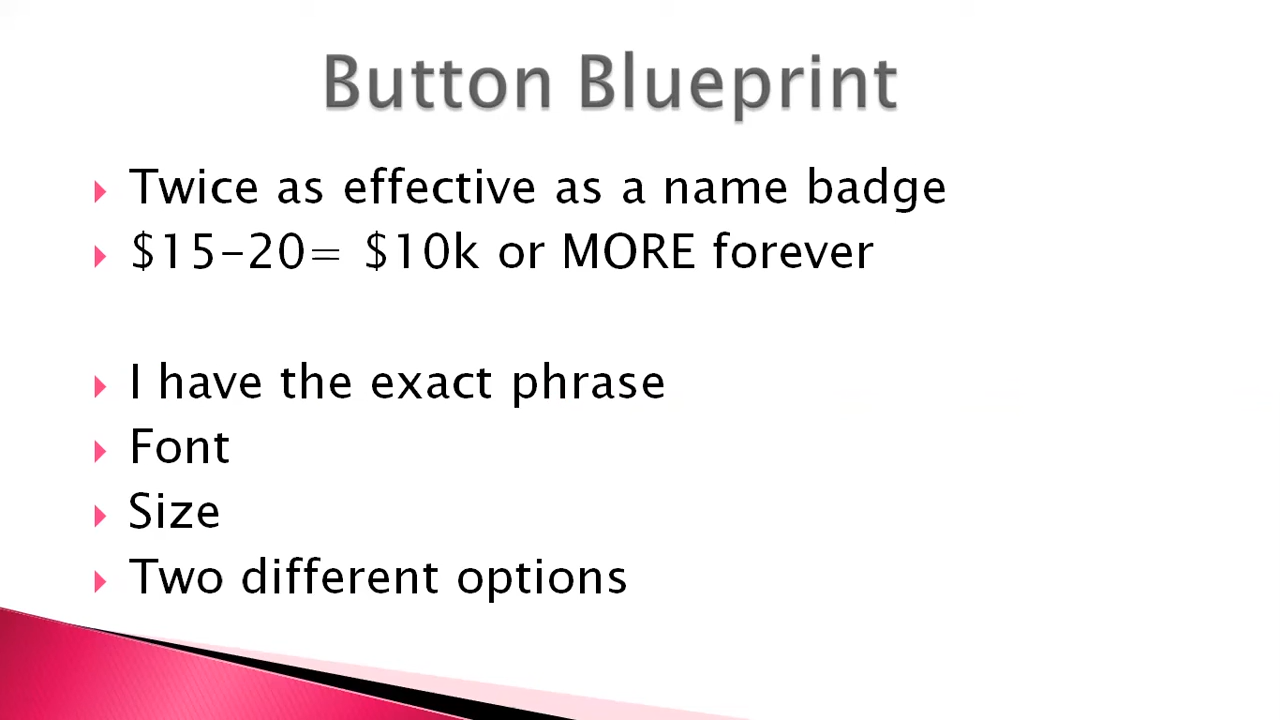 Button Blueprint
Twice as effective as a name badge
$15-20= $10k or MORE forever
I have the exact phrase
Font
Size
Two different options